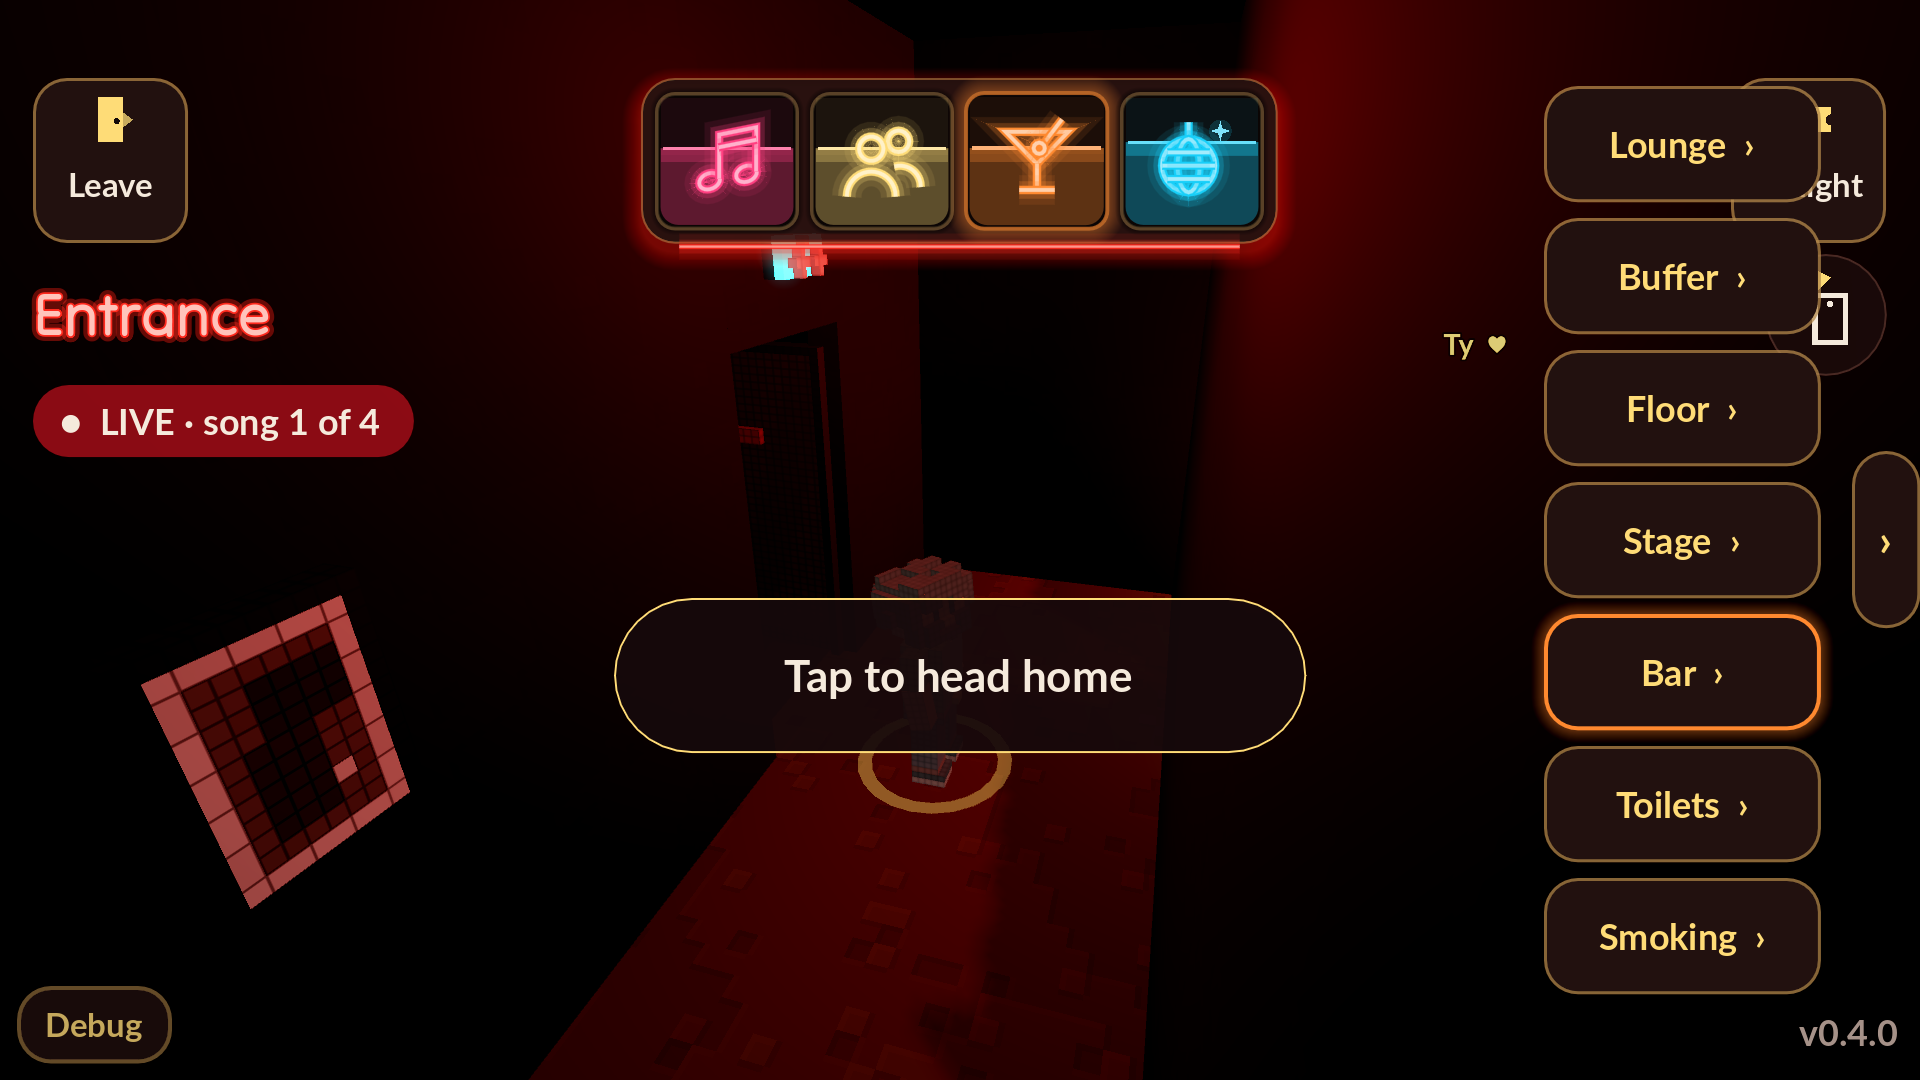 Leave
Entrance
LIVE · song 1 of 4
Ty
Tap to head home
Lounge ›
Buffer ›
Floor ›
Stage ›
Bar ›
Toilets ›
Smoking ›
›
Debug
v0.4.0